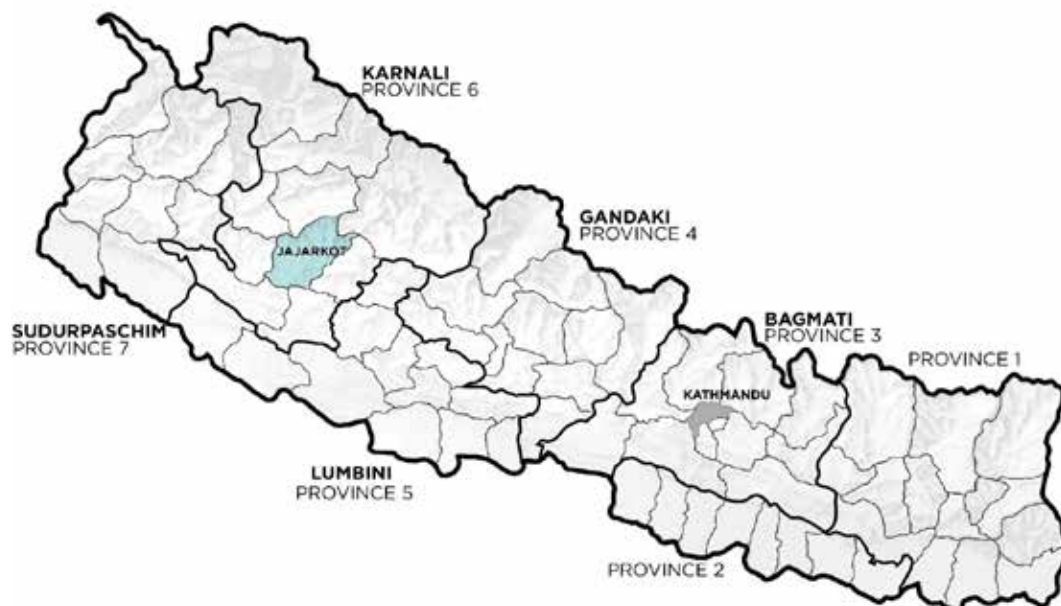 KARNALI
PROVINCE 6
GANDAKI
PROVINCE 4
JAJARKOT
SUDURPASCHIM
PROVINCE 7
BAGMATI
PROVINCE 3
PROVINCE 1
KATHMANDU
LUMBINI
PROVINCE 5
PROVINCE 2